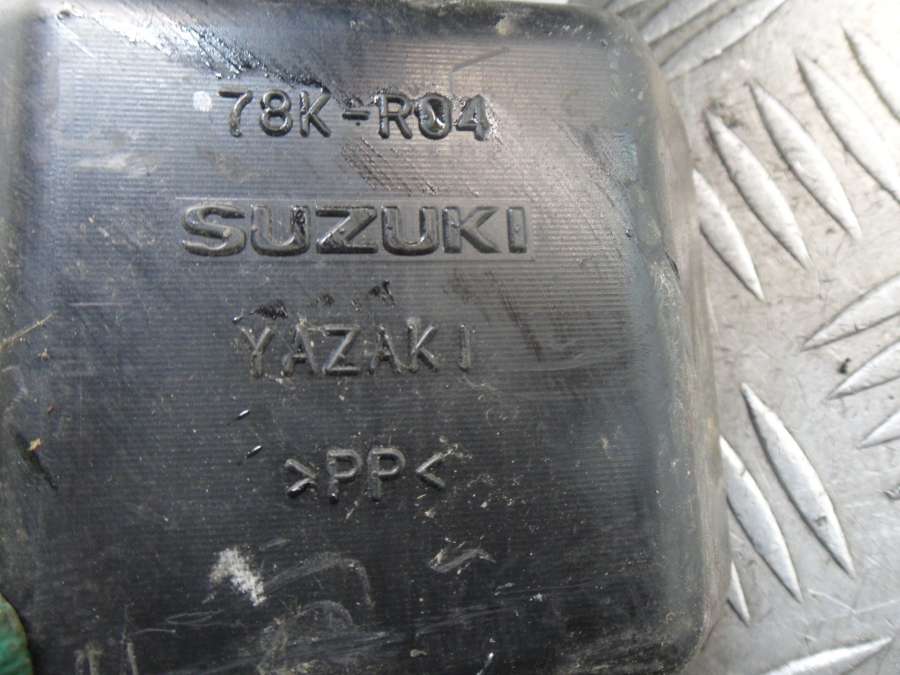 78K-R04
SUZUKI
YAZAKI
>PP<